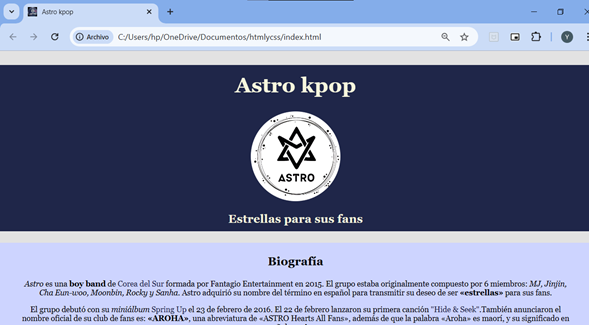 Astro kpop
Archivo
C:/Users/hp/OneDrive/Documentos/htmlycss/index.html
V
Astro kpop
ASTRO
Estrellas para sus fans
Biografía
Astro es una boy band de Corea del Sur formada por Fantagio Entertainment en 2015. El grupo estaba originalmente compuesto por 6 miembros: MJ, Jinjin,
Cha Eun-woo, Moonbin, Rocky y Sanha. Astro adquirió su nombre del término en español para transmitir su deseo de ser «estrellas» para sus fans.
El grupo debutó con su miniálbum Spring Up el 23 de febrero de 2016. El 22 de febrero lanzaron su primera canción "Hide & Seek".También anunciaron el
nombre oficial de su club de fans es: «AROHA», una abreviatura de «ASTRO Hearts All Fans», además de que la palabra «Aroha» es maorí, y su significado en